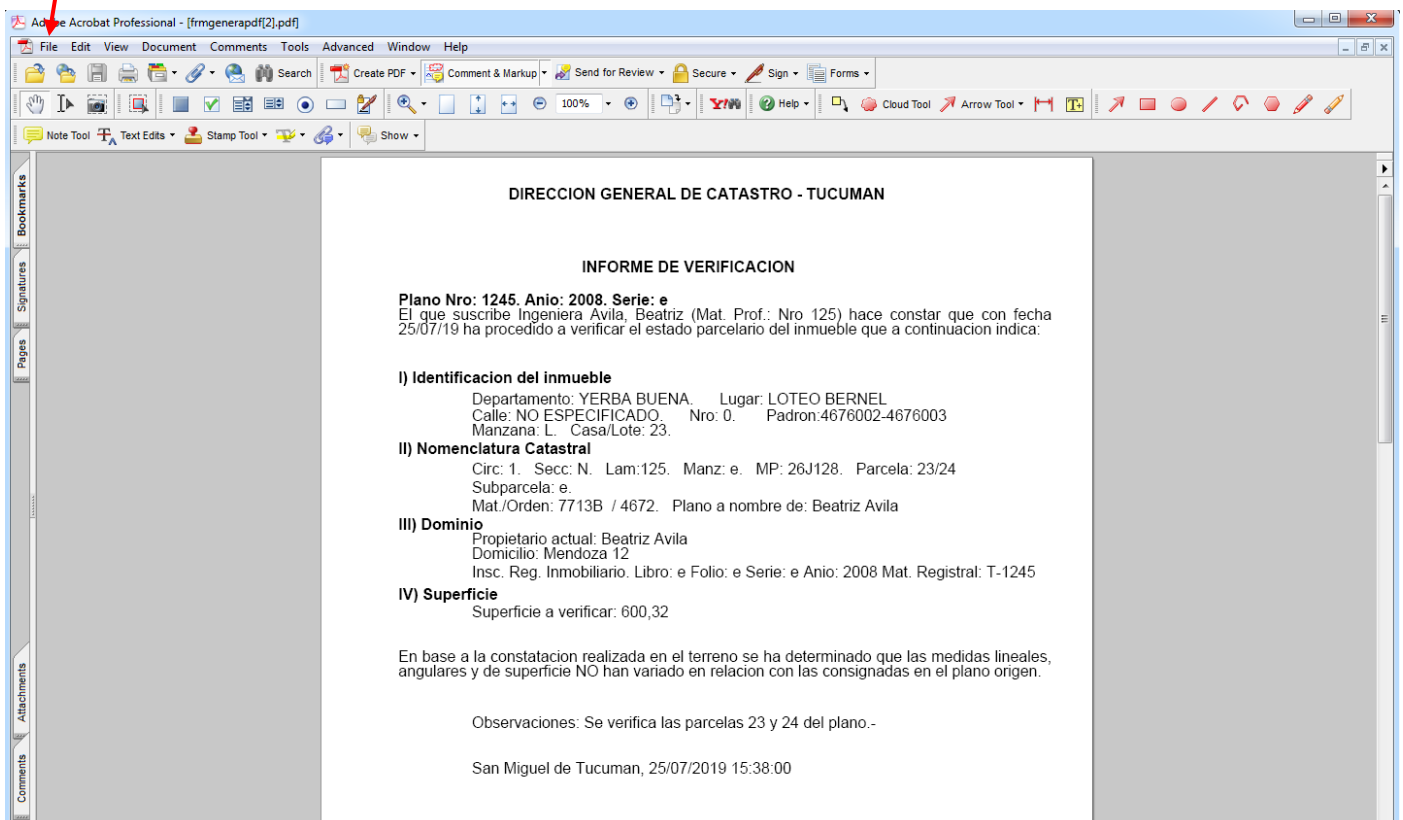 Adobe Acrobat Professional - [frmgenerapdf[2].pdf]
File Edit View Document Comments Tools Advanced Window Help
Search Create PDF Comment & Markup Send for Review Secure Sign Forms
100% Y!MB Help Cloud Tool Arrow Tool
Note Tool Text Edits Stamp Tool Show
Bookmarks
Signatures
Pages
Attachments
Comments
DIRECCION GENERAL DE CATASTRO - TUCUMAN
INFORME DE VERIFICACION
Plano Nro: 1245. Anio: 2008. Serie: e
El que suscribe Ingeniera Avila, Beatriz (Mat. Prof.: Nro 125) hace constar que con fecha
25/07/19 ha procedido a verificar el estado parcelario del inmueble que a continuacion indica:
I) Identificacion del inmueble
Departamento: YERBA BUENA. Lugar: LOTEO BERNEL
Calle: NO ESPECIFICADO. Nro: 0. Padron:4676002-4676003
Manzana: L. Casa/Lote: 23.
II) Nomenclatura Catastral
Circ: 1. Secc: N. Lam:125. Manz: e. MP: 26J128. Parcela: 23/24
Subparcela: e.
Mat./Orden: 7713B / 4672. Plano a nombre de: Beatriz Avila
III) Dominio
Propietario actual: Beatriz Avila
Domicilio: Mendoza 12
Insc. Reg. Inmobiliario. Libro: e Folio: e Serie: e Anio: 2008 Mat. Registral: T-1245
IV) Superficie
Superficie a verificar: 600,32
En base a la constatacion realizada en el terreno se ha determinado que las medidas lineales,
angulares y de superficie NO han variado en relacion con las consignadas en el plano origen.
Observaciones: Se verifica las parcelas 23 y 24 del plano.-
San Miguel de Tucuman, 25/07/2019 15:38:00